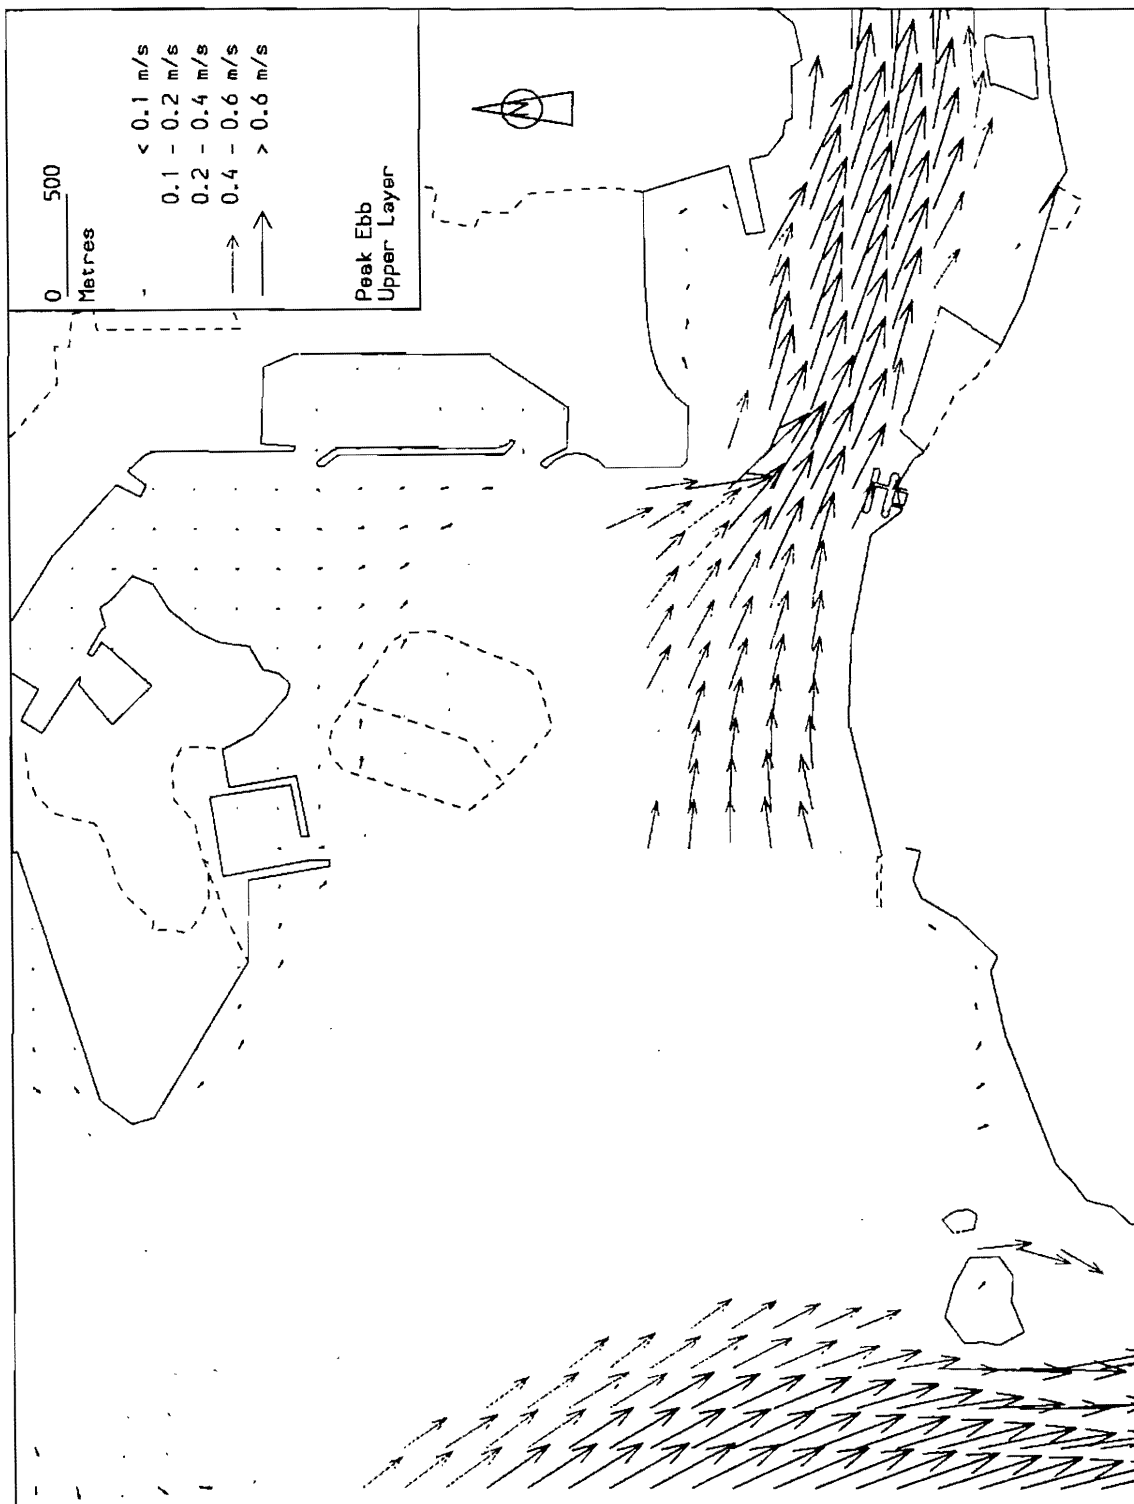 0 500
Metres
< 0.1 m/s
0.1 - 0.2 m/s
0.2 - 0.4 m/s
0.4 - 0.6 m/s
> 0.6 m/s
Peak Ebb
Upper Layer
N